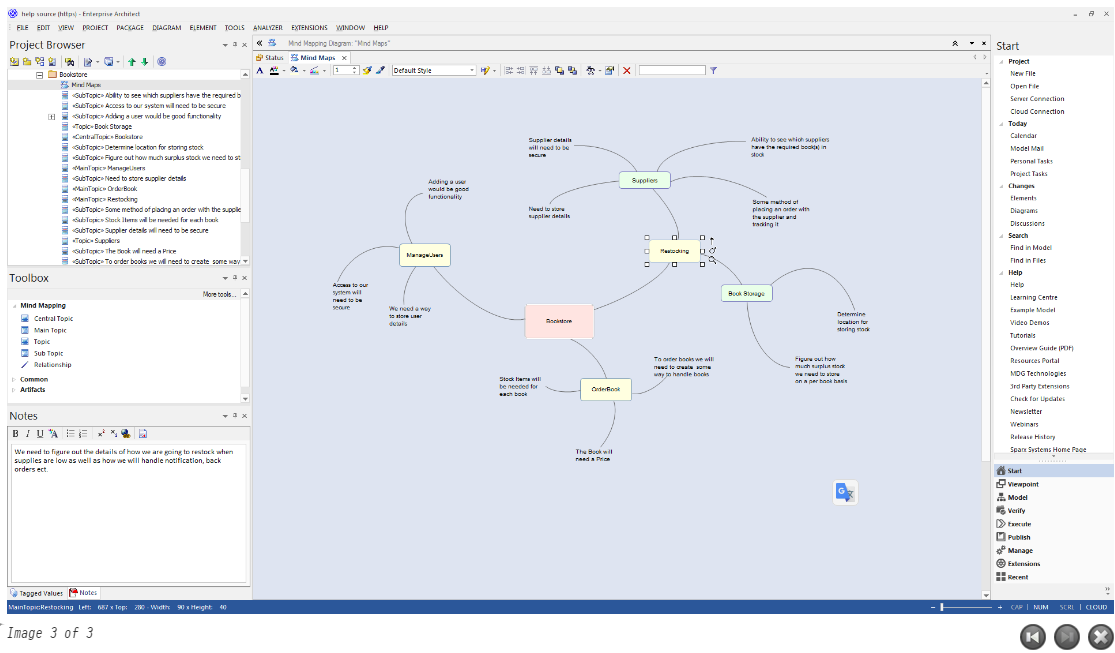 help source (https) - Enterprise Architect
FILE EDIT VIEW PROJECT PACKAGE DIAGRAM ELEMENT TOOLS ANALYZER EXTENSIONS WINDOW HELP
Project Browser
Bookstore
Mind Maps
«SubTopic» Ability to see which suppliers have the required b
«SubTopic» Access to our system will need to be secure
«SubTopic» Adding a user would be good functionality
«Topic» Book Storage
«CentralTopic» Bookstore
«SubTopic» Determine location for storing stock
«SubTopic» Figure out how much surplus stock we need to st
«MainTopic» ManageUsers
«SubTopic» Need to store supplier details
«MainTopic» OrderBook
«MainTopic» Restocking
«SubTopic» Some method of placing an order with the supplie
«SubTopic» Stock Items will be needed for each book
«SubTopic» Supplier details will need to be secure
«Topic» Suppliers
«SubTopic» The Book will need a Price
«SubTopic» To order books we will need to create some way
Toolbox
More tools...
Mind Mapping
Central Topic
Main Topic
Topic
Sub Topic
Relationship
Common
Artifacts
Notes
B I U
We need to figure out the details of how we are going to restock when
supplies are low as well as how we will handle notification, back
orders ect.
Tagged Values Notes
Mind Mapping Diagram: "Mind Maps"
Status Mind Maps
1 Default Style
Supplier details
will need to be
secure
Ability to see which suppliers
have the required book(s) in
stock
Suppliers
Adding a user
would be good
functionality
Need to store
supplier details
Some method of
placing an order with
the supplier and
tracking it
ManageUsers
Restocking
Access to our
system will
need to be
secure
We need a way
to store user
details
Book Storage
Bookstore
Determine
location for
storing stock
To order books we will
need to create some
way to handle books
Figure out how
much surplus stock
we need to store
on a per book basis
Stock Items will
be needed for
each book
OrderBook
The Book will
need a Price
Start
Project
New File
Open File
Server Connection
Cloud Connection
Today
Calendar
Model Mail
Personal Tasks
Project Tasks
Changes
Elements
Diagrams
Discussions
Search
Find in Model
Find in Files
Help
Help
Learning Centre
Example Model
Video Demos
Tutorials
Overview Guide (PDF)
Resources Portal
MDG Technologies
3rd Party Extensions
Check for Updates
Newsletter
Webinars
Release History
Sparx Systems Home Page
Start
Viewpoint
Model
Verify
Execute
Publish
Manage
Extensions
Recent
MainTopic:Restocking Left: 687 x Top: 280 - Width: 90 x Height: 40
CAP NUM SCRL CLOUD
Image 3 of 3